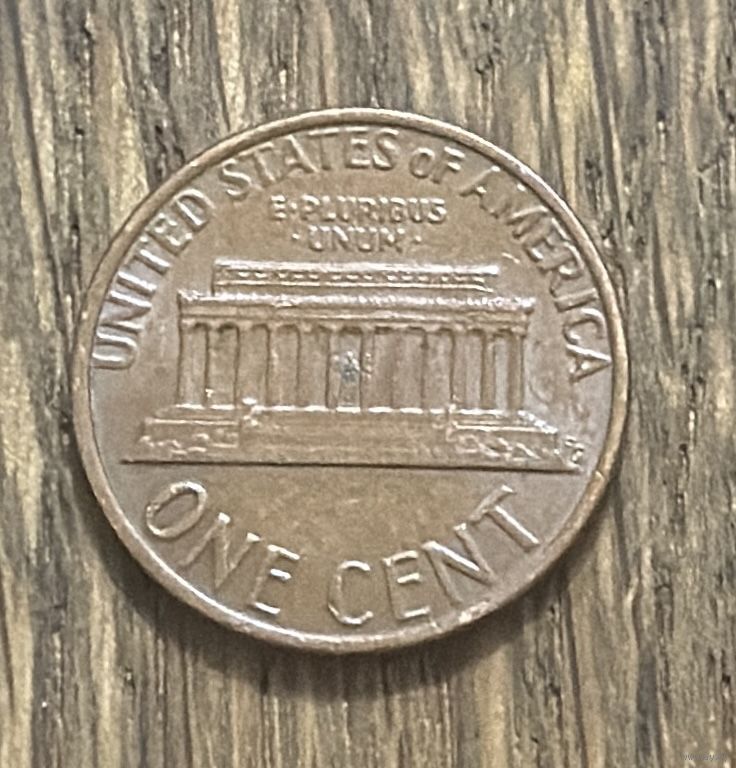 UNITED STATES oF AMERICA
E·PLURIBUS
·UNUM·
ONE CENT